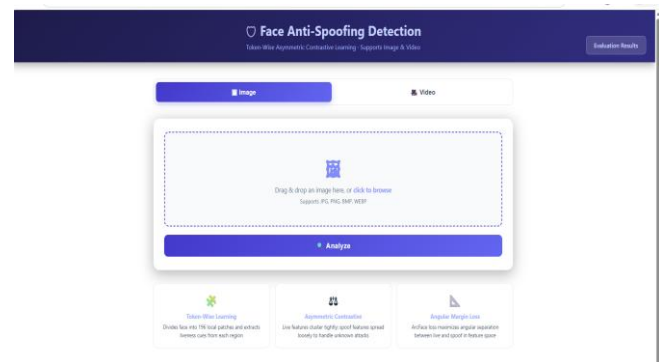 Face Anti-Spoofing Detection
Token-Wise Asymmetric Contrastive Learning · Supports Image & Video
Evaluation Results
Image
Video
Drag & drop an image here, or click to browse
Supports JPG, PNG, BMP, WEBP
Analyze
Token-Wise Learning
Divides face into 196 local patches and extracts
liveness cues from each region
Asymmetric Contrastive
Live features cluster tightly spoof features spread
loosely to handle unknown attacks
Angular Margin Loss
ArcFace loss maximizes angular separation
between live and spoof in feature space